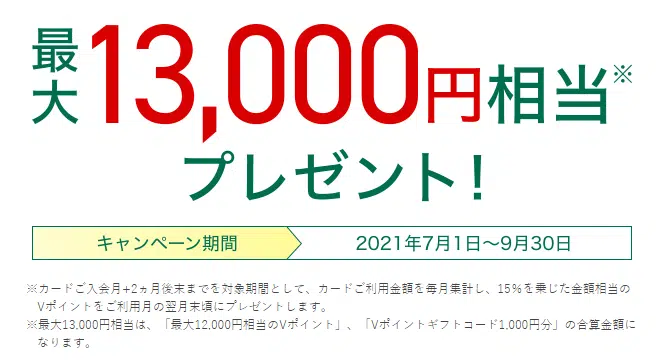 最大13,000円相当※
プレゼント!
キャンペーン期間 2021年7月1日~9月30日
※カードご入会月+2ヵ月後末までを対象期間として、カードご利用金額を毎月集計し、15%を乗じた金額相当の
Vポイントをご利用月の翌月末頃にプレゼントします。
※最大13,000円相当は、「最大12,000円相当のVポイント」、「Vポイントギフトコード1,000円分」の合算金額に
なります。